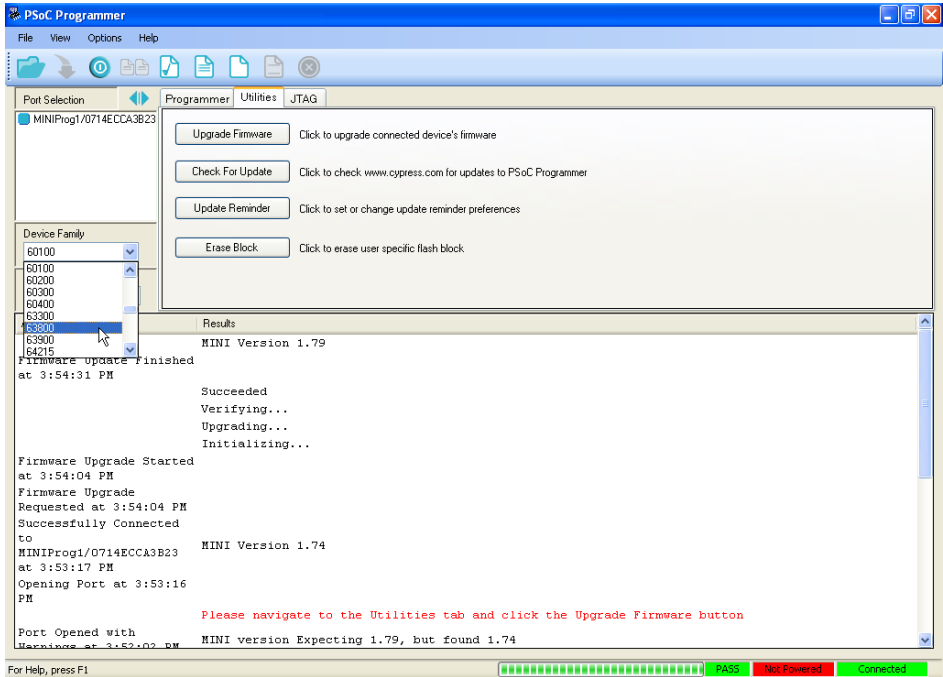 PSoC Programmer
File View Options Help
Port Selection
Programmer Utilities JTAG
MINIProg1/0714ECCA3B23
Upgrade Firmware Click to upgrade connected device's firmware
Check For Update Click to check www.cypress.com for updates to PSoC Programmer
Update Reminder Click to set or change update reminder preferences
Erase Block Click to erase user specific flash block
Device Family
60100
60100
60200
60300
60400
63300
63800
63900
64215
Results
MINI Version 1.79
Firmware Update Finished
at 3:54:31 PM
Succeeded
Verifying...
Upgrading...
Initializing...
Firmware Upgrade Started
at 3:54:04 PM
Firmware Upgrade
Requested at 3:54:04 PM
Successfully Connected
to
MINIProg1/0714ECCA3B23
at 3:53:17 PM
MINI Version 1.74
Opening Port at 3:53:16
PM
Please navigate to the Utilities tab and click the Upgrade Firmware button
Port Opened with
Warnings at 3:52:02 PM
MINI version Expecting 1.79, but found 1.74
For Help, press F1
PASS Not Powered Connected